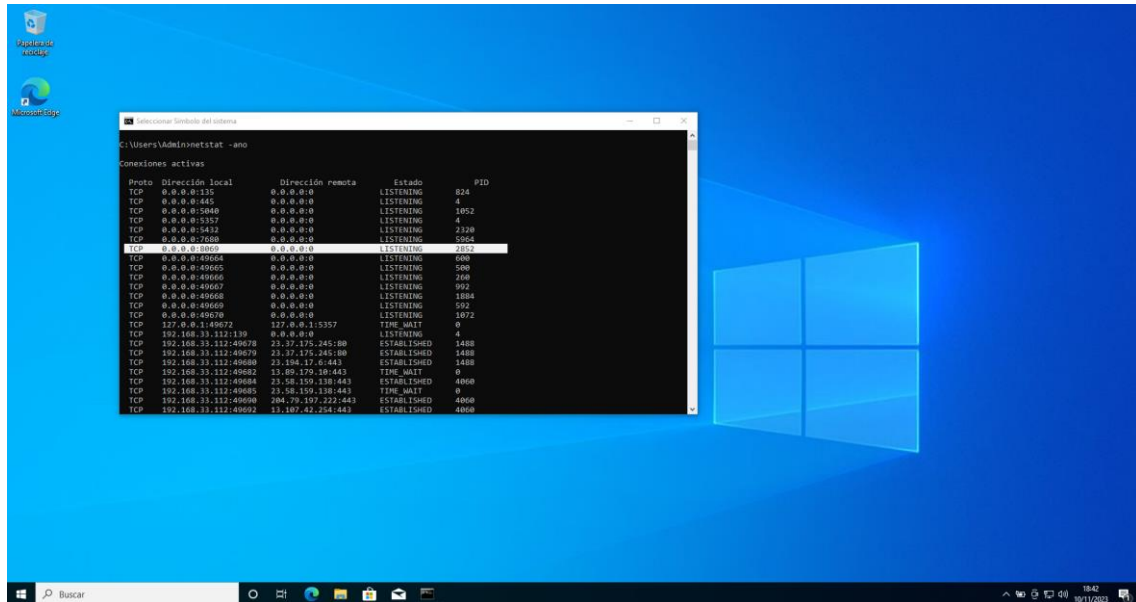 Papelera de
reciclaje
Microsoft Edge
Seleccionar Símbolo del sistema
C:\Users\Admin>netstat -ano
Conexiones activas
Proto Dirección local Dirección remota Estado PID
TCP 0.0.0.0:135 0.0.0.0:0 LISTENING 824
TCP 0.0.0.0:445 0.0.0.0:0 LISTENING 4
TCP 0.0.0.0:5040 0.0.0.0:0 LISTENING 1052
TCP 0.0.0.0:5357 0.0.0.0:0 LISTENING 4
TCP 0.0.0.0:5432 0.0.0.0:0 LISTENING 2320
TCP 0.0.0.0:7680 0.0.0.0:0 LISTENING 5964
TCP 0.0.0.0:8069 0.0.0.0:0 LISTENING 2852
TCP 0.0.0.0:49664 0.0.0.0:0 LISTENING 600
TCP 0.0.0.0:49665 0.0.0.0:0 LISTENING 500
TCP 0.0.0.0:49666 0.0.0.0:0 LISTENING 260
TCP 0.0.0.0:49667 0.0.0.0:0 LISTENING 992
TCP 0.0.0.0:49668 0.0.0.0:0 LISTENING 1884
TCP 0.0.0.0:49669 0.0.0.0:0 LISTENING 592
TCP 0.0.0.0:49670 0.0.0.0:0 LISTENING 1072
TCP 127.0.0.1:49672 127.0.0.1:5357 TIME_WAIT 0
TCP 192.168.33.112:139 0.0.0.0:0 LISTENING 4
TCP 192.168.33.112:49678 23.37.175.245:80 ESTABLISHED 1488
TCP 192.168.33.112:49679 23.37.175.245:80 ESTABLISHED 1488
TCP 192.168.33.112:49680 23.194.17.6:443 ESTABLISHED 1488
TCP 192.168.33.112:49682 13.89.179.10:443 TIME_WAIT 0
TCP 192.168.33.112:49684 23.58.159.138:443 ESTABLISHED 4060
TCP 192.168.33.112:49685 23.58.159.138:443 TIME_WAIT 0
TCP 192.168.33.112:49690 204.79.197.222:443 ESTABLISHED 4060
TCP 192.168.33.112:49692 13.107.42.254:443 ESTABLISHED 4060
Buscar
18:42
10/11/2023